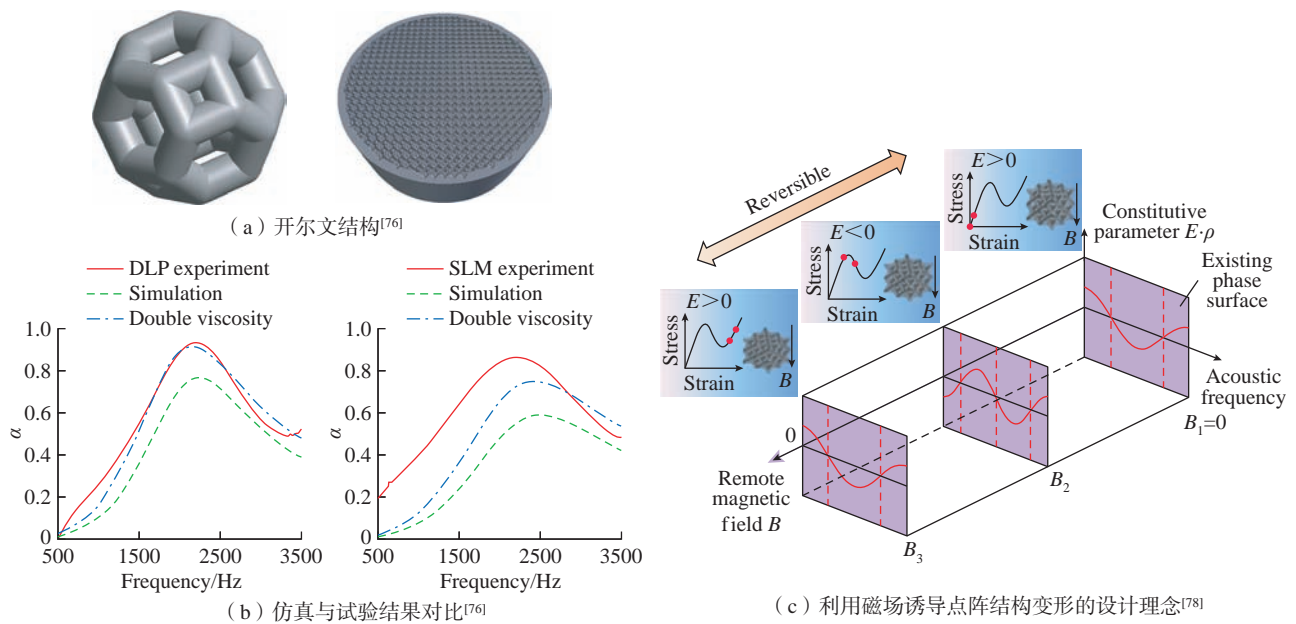 (a)开尔文结构[76]
DLP experiment
Simulation
Double viscosity
1.0
0.8
0.6
0.4
0.2
0
α
500 1500 2500 3500
Frequency/Hz
SLM experiment
Simulation
Double viscosity
1.0
0.8
0.6
0.4
0.2
0
α
500 1500 2500 3500
Frequency/Hz
(b)仿真与试验结果对比[76]
Reversible
E>0
Stress
Strain
B
E<0
Stress
Strain
B
E>0
Stress
Strain
B
Constitutive
parameter E·ρ
Existing
phase
surface
Acoustic
frequency
B1=0
B2
B3
0
Remote
magnetic
field B
(c)利用磁场诱导点阵结构变形的设计理念[78]